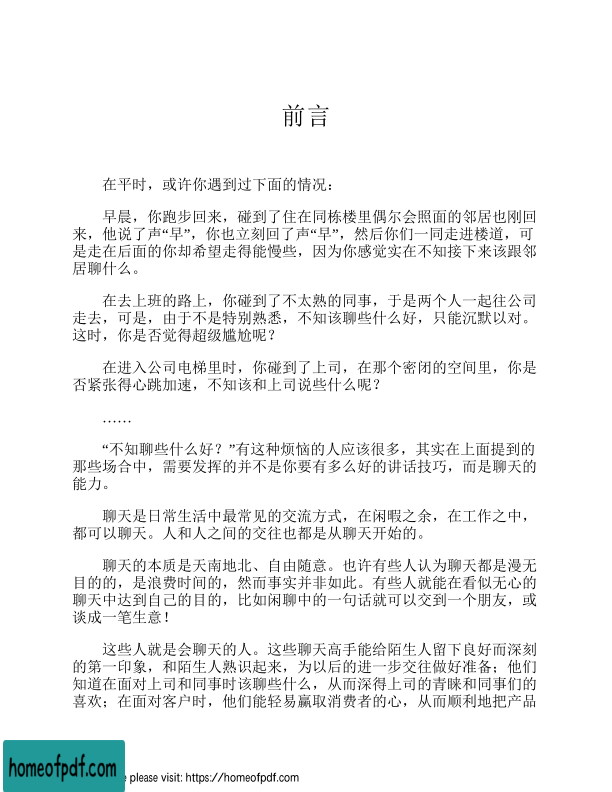 前言
在平时，或许你遇到过下面的情况：
早晨，你跑步回来，碰到了住在同栋楼里偶尔会照面的邻居也刚回
来，他说了声“早”，你也立刻回了声“早”，然后你们一同走进楼道，可
是走在后面的你却希望走得能慢些，因为你感觉实在不知接下来该跟邻
居聊什么。
在去上班的路上，你碰到了不太熟的同事，于是两个人一起往公司
走去，可是，由于不是特别熟悉，不知该聊些什么好，只能沉默以对。
这时，你是否觉得超级尴尬呢？
在进入公司电梯里时，你碰到了上司，在那个密闭的空间里，你是
否紧张得心跳加速，不知该和上司说些什么呢？
……
“不知聊些什么好？”有这种烦恼的人应该很多，其实在上面提到的
那些场合中，需要发挥的并不是你要有多么好的讲话技巧，而是聊天的
能力。
聊天是日常生活中最常见的交流方式，在闲暇之余，在工作之中，
都可以聊天。人和人之间的交往也都是从聊天开始的。
聊天的本质是天南地北、自由随意。也许有些人认为聊天都是漫无
目的的，是浪费时间的，然而事实并非如此。有些人就能在看似无心的
聊天中达到自己的目的，比如闲聊中的一句话就可以交到一个朋友，或
谈成一笔生意！
这些人就是会聊天的人。这些聊天高手能给陌生人留下良好而深刻
的第一印象，和陌生人熟识起来，为以后的进一步交往做好准备；他们
知道在面对上司和同事时该聊些什么，从而深得上司的青睐和同事们的
喜欢；在面对客户时，他们能轻易赢取消费者的心，从而顺利地把产品
homeofpdf.com
e please visit: https://homeofpdf.com